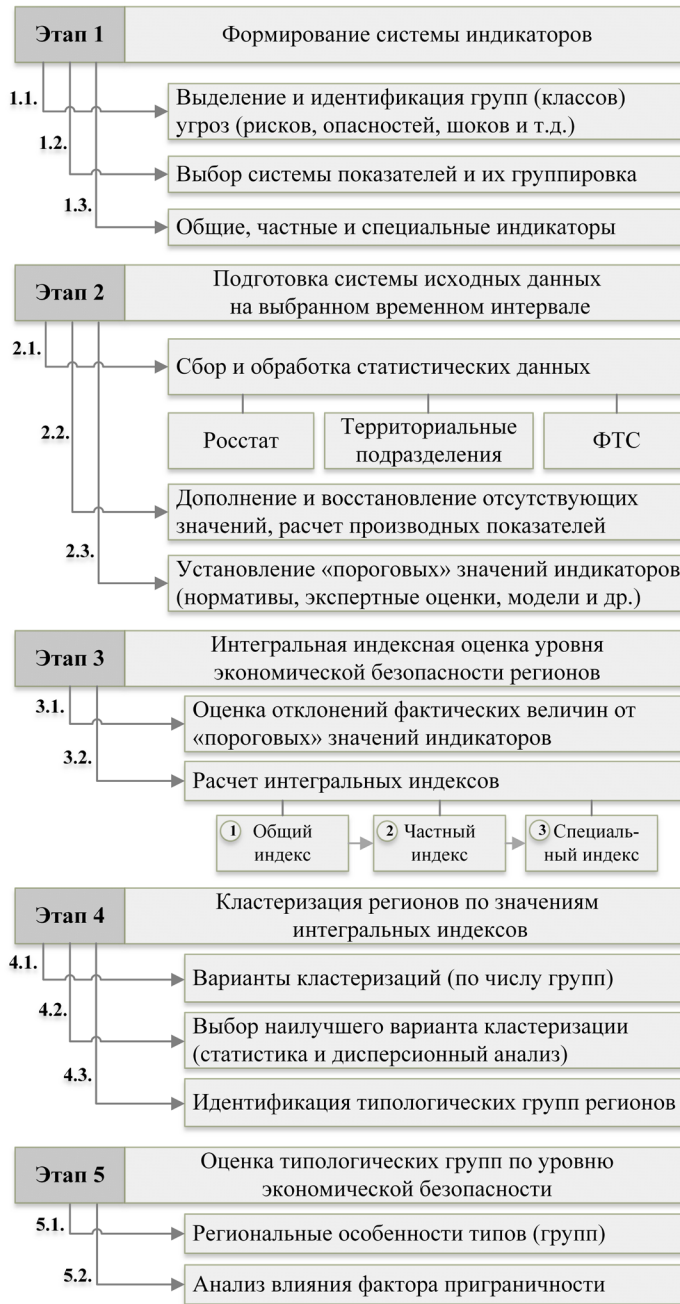 Этап 1
Формирование системы индикаторов
1.1.
Выделение и идентификация групп (классов)
угроз (рисков, опасностей, шоков и т.д.)
1.2.
Выбор системы показателей и их группировка
1.3.
Общие, частные и специальные индикаторы
Этап 2
Подготовка системы исходных данных
на выбранном временном интервале
2.1.
Сбор и обработка статистических данных
Росстат
Территориальные
подразделения
ФТС
2.2.
Дополнение и восстановление отсутствующих
значений, расчет производных показателей
2.3.
Установление «пороговых» значений индикаторов
(нормативы, экспертные оценки, модели и др.)
Этап 3
Интегральная индексная оценка уровня
экономической безопасности регионов
3.1.
Оценка отклонений фактических величин от
«пороговых» значений индикаторов
3.2.
Расчет интегральных индексов
1 Общий
индекс
2 Частный
индекс
3 Специаль-
ный индекс
Этап 4
Кластеризация регионов по значениям
интегральных индексов
4.1.
Варианты кластеризаций (по числу групп)
4.2.
Выбор наилучшего варианта кластеризации
(статистика и дисперсионный анализ)
4.3.
Идентификация типологических групп регионов
Этап 5
Оценка типологических групп по уровню
экономической безопасности
5.1.
Региональные особенности типов (групп)
5.2.
Анализ влияния фактора приграничности